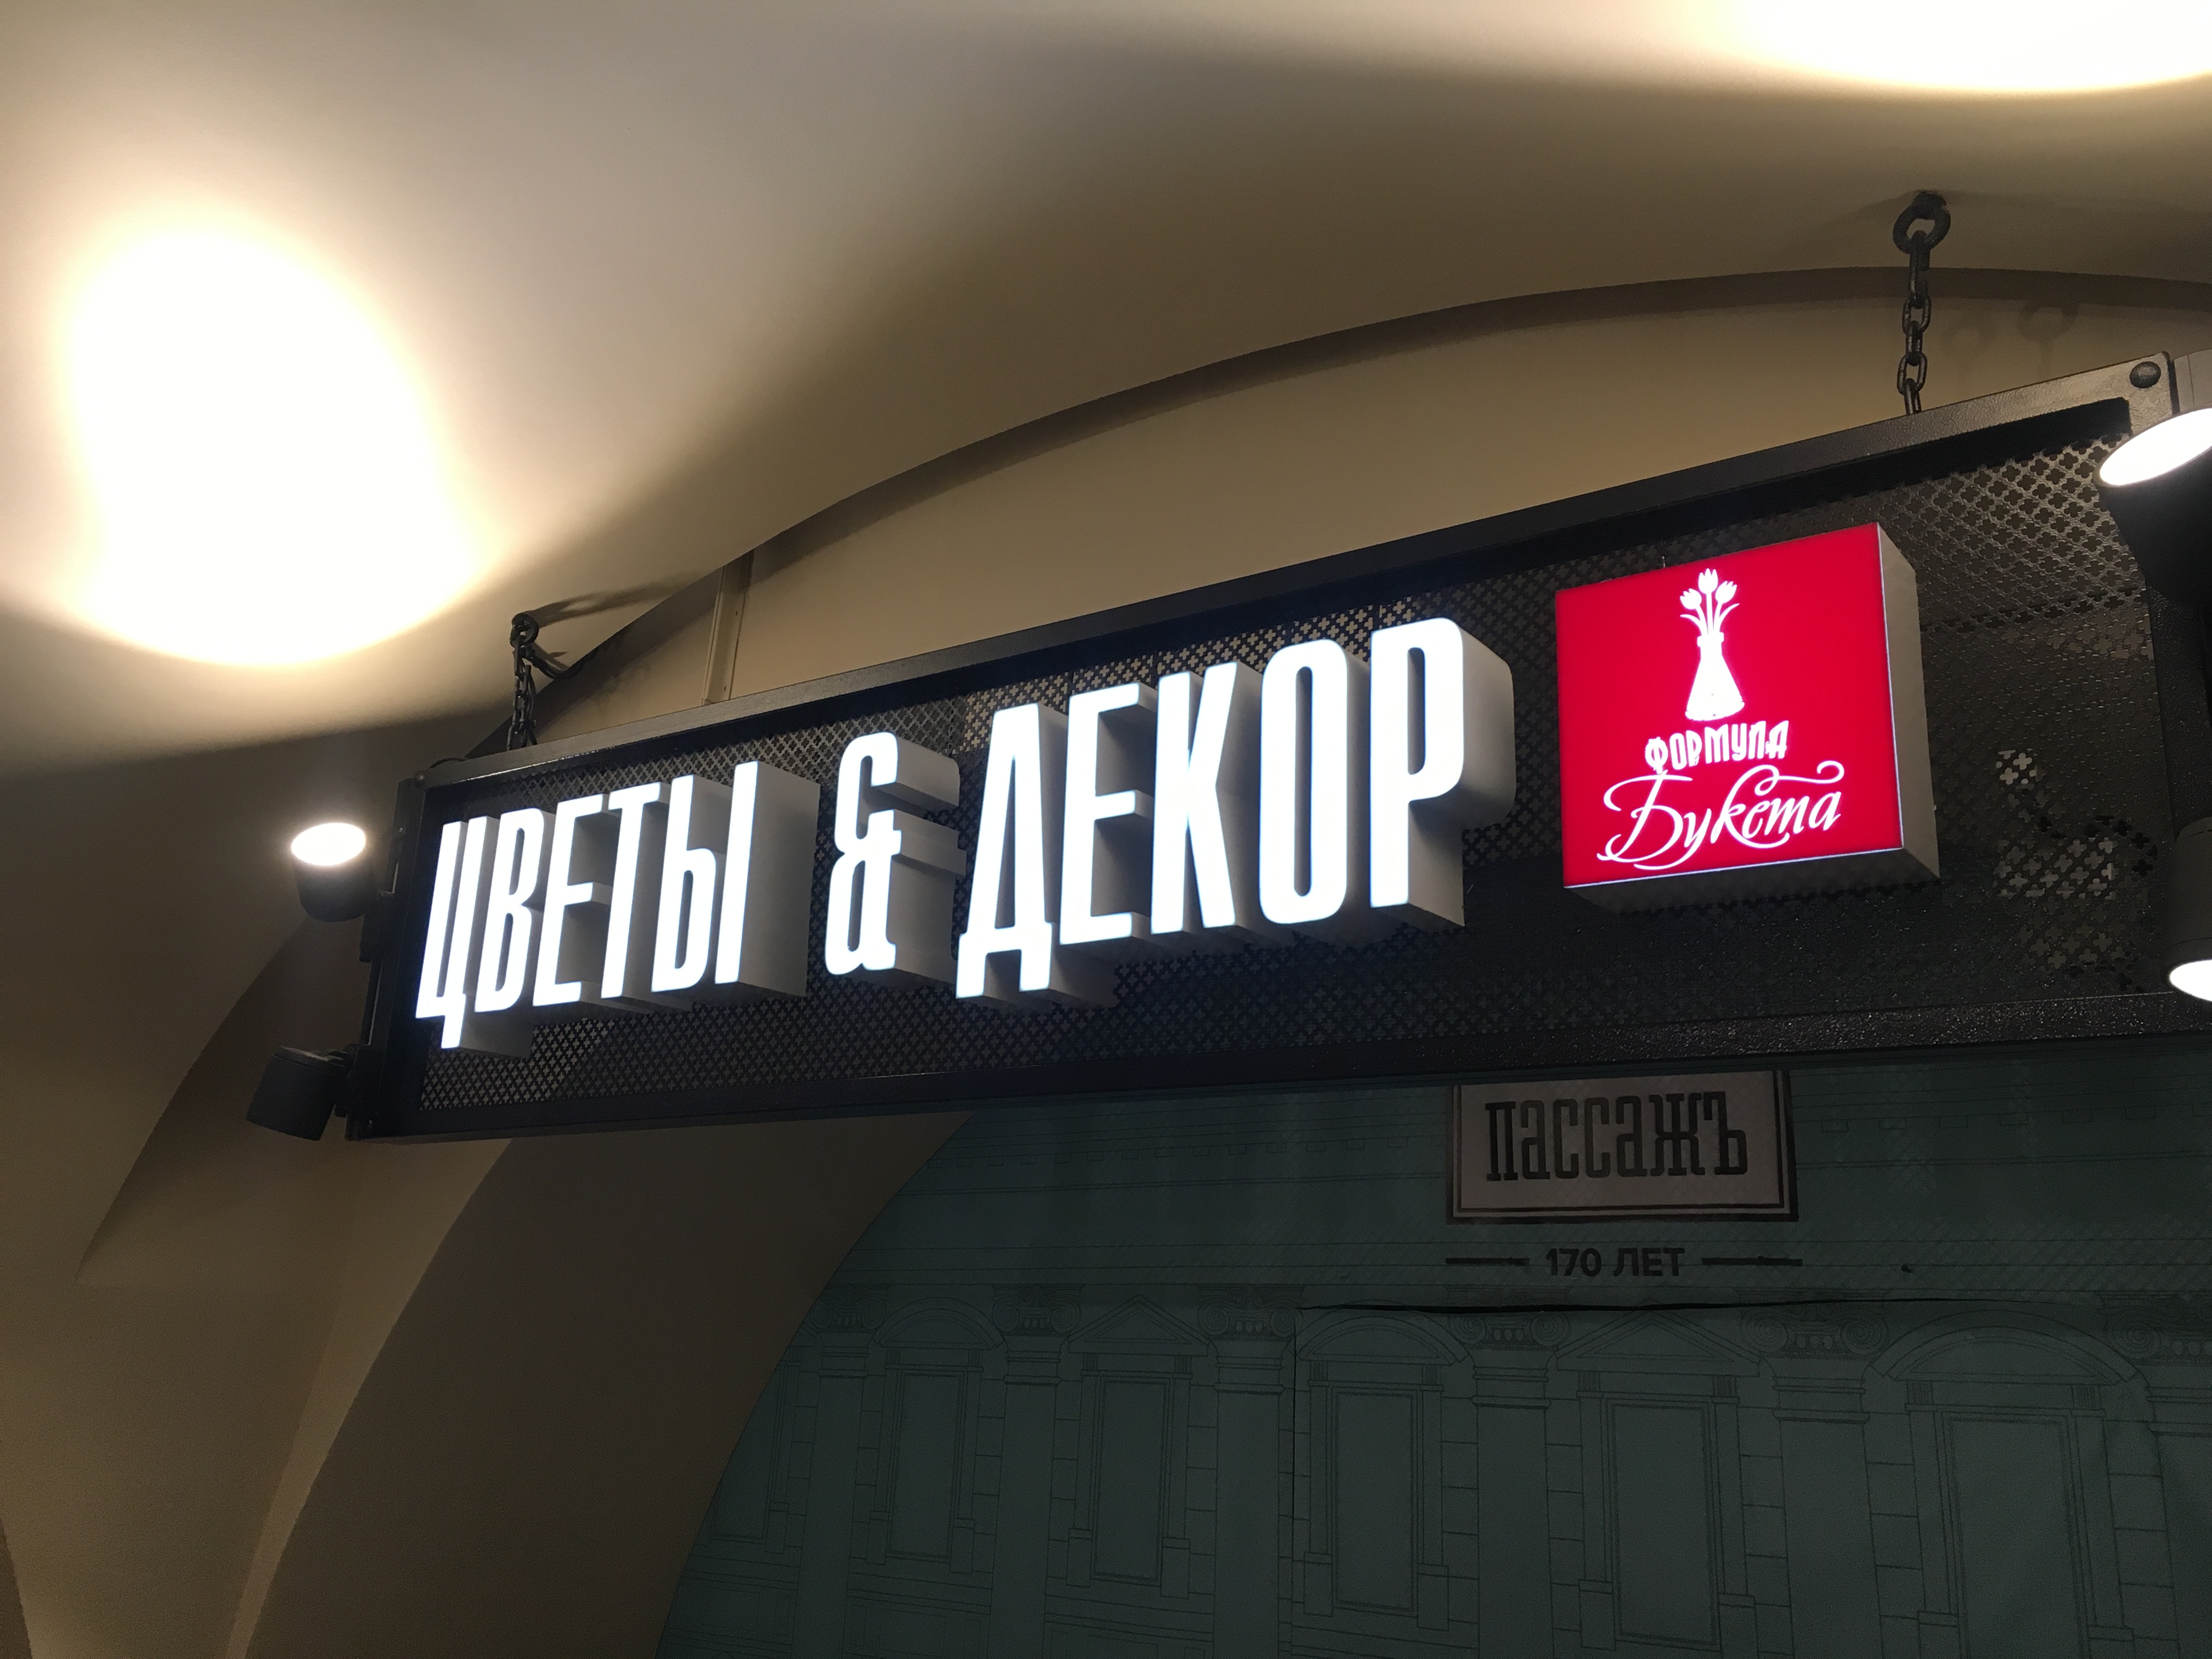 ЦВЕТЫ & ДЕКОР
ФОРМУЛА
Букета
пассажъ
170 ЛЕТ